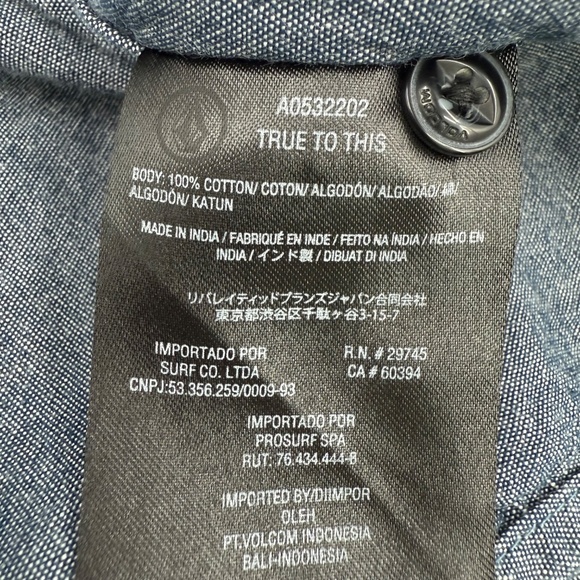 A0532202
TRUE TO THIS
VOLCOM
BODY: 100% COTTON/ COTON/ ALGODÓN/ ALGODÃO/ 綿/
ALGODÓN/ KATUN
MADE IN INDIA / FABRIQUÉ EN INDE / FEITO NA ÍNDIA / HECHO EN
INDIA / インド製 / DIBUAT DI INDIA
リバレイティッドブランズジャパン合同会社
東京都渋谷区千駄ヶ谷3-15-7
IMPORTADO POR
SURF CO. LTDA
CNPJ:53.356.259/0009-93
R.N. # 29745
CA # 60394
IMPORTADO POR
PROSURF SPA
RUT: 76.434.444-8
IMPORTED BY/DIIMPOR
OLEH
PT.VOLCOM INDONESIA
BALI-INDONESIA